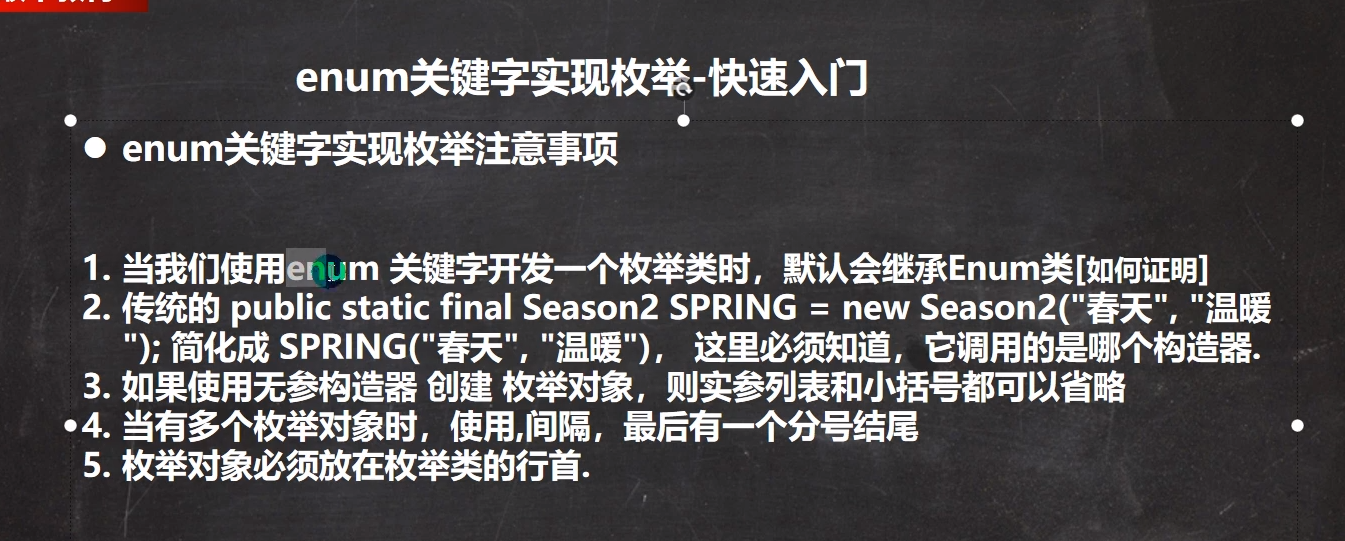 enum关键字实现枚举-快速入门
● enum关键字实现枚举注意事项
1. 当我们使用enum 关键字开发一个枚举类时，默认会继承Enum类[如何证明]
2. 传统的 public static final Season2 SPRING = new Season2("春天", "温暖
"); 简化成 SPRING("春天", "温暖")， 这里必须知道，它调用的是哪个构造器.
3. 如果使用无参构造器 创建 枚举对象，则实参列表和小括号都可以省略
4. 当有多个枚举对象时，使用,间隔，最后有一个分号结尾
5. 枚举对象必须放在枚举类的行首.